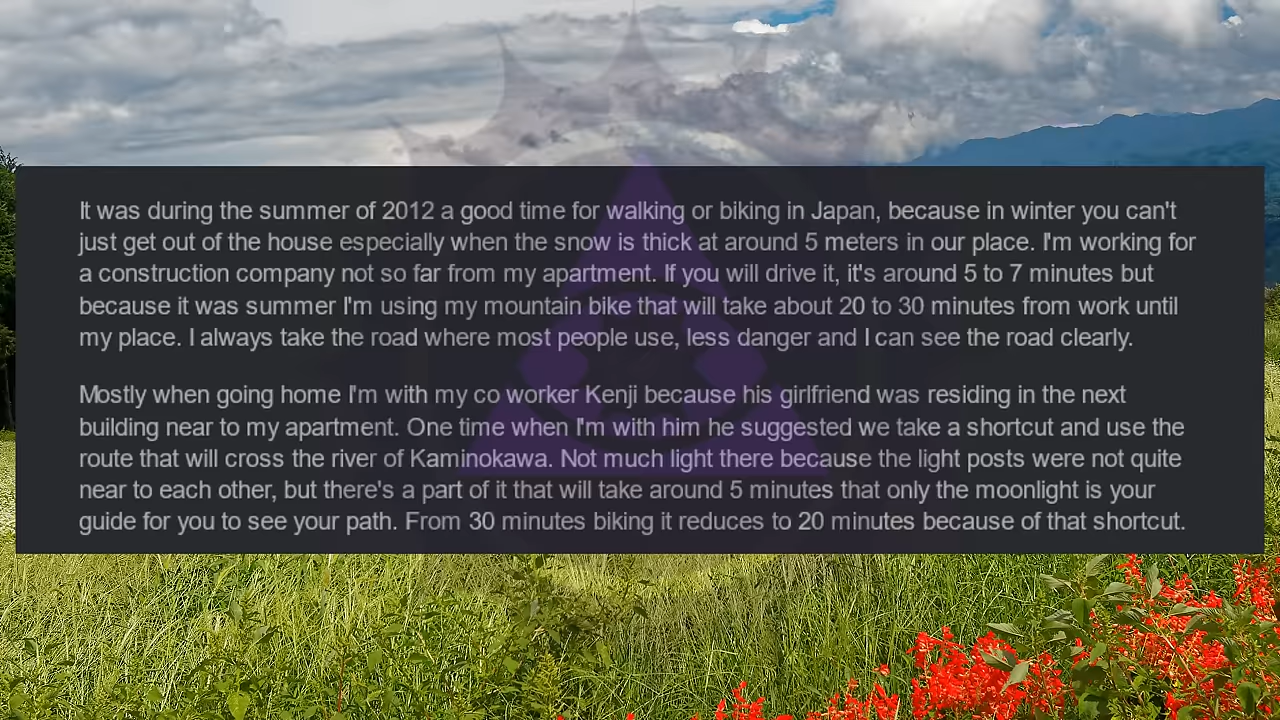 It was during the summer of 2012 a good time for walking or biking in Japan, because in winter you can't
just get out of the house especially when the snow is thick at around 5 meters in our place. I'm working for
a construction company not so far from my apartment. If you will drive it, it's around 5 to 7 minutes but
because it was summer I'm using my mountain bike that will take about 20 to 30 minutes from work until
my place. I always take the road where most people use, less danger and I can see the road clearly.
Mostly when going home I'm with my co worker Kenji because his girlfriend was residing in the next
building near to my apartment. One time when I'm with him he suggested we take a shortcut and use the
route that will cross the river of Kaminokawa. Not much light there because the light posts were not quite
near to each other, but there's a part of it that will take around 5 minutes that only the moonlight is your
guide for you to see your path. From 30 minutes biking it reduces to 20 minutes because of that shortcut.